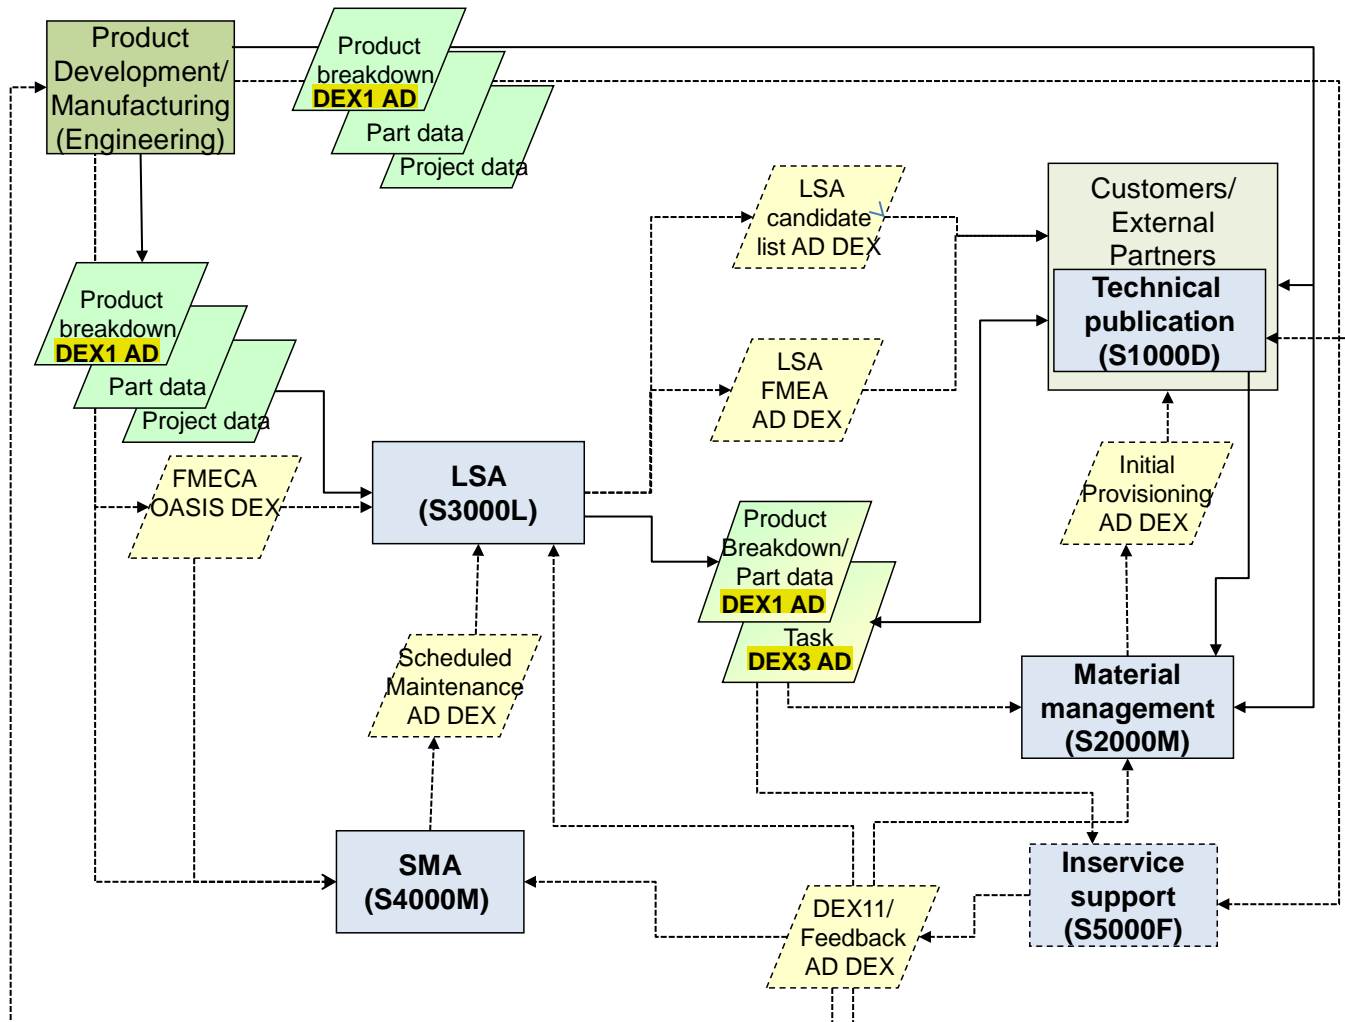 Product
Development/
Manufacturing
(Engineering)
Product
breakdown
DEX1 AD
Part data
Project data
LSA
candidate
list AD DEX
Customers/
External
Partners
Technical
publication
(S1000D)
Product
breakdown
DEX1 AD
Part data
Project data
LSA
FMEA
AD DEX
FMECA
OASIS DEX
LSA
(S3000L)
Initial
Provisioning
AD DEX
Product
Breakdown/
Part data
DEX1 AD
Task
DEX3 AD
Scheduled
Maintenance
AD DEX
Material
management
(S2000M)
SMA
(S4000M)
Inservice
support
(S5000F)
DEX11/
Feedback
AD DEX